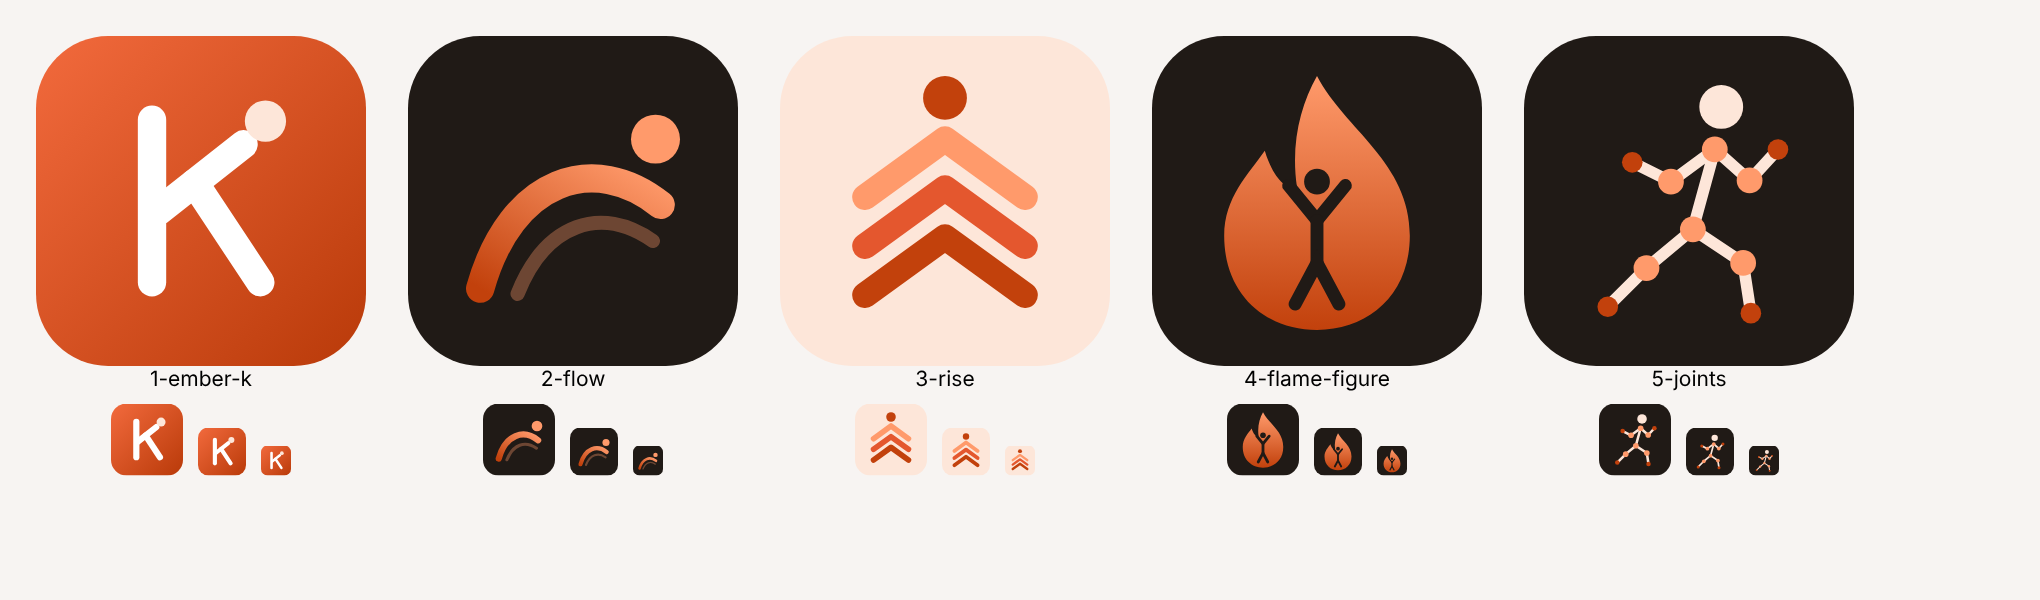 K
1-ember-k
2-flow
3-rise
4-flame-figure
5-joints
K
K
K